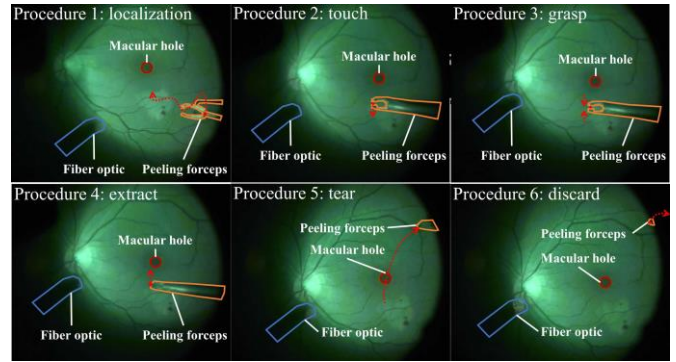 Procedure 1: localization
Macular hole
Fiber optic
Peeling forceps
Procedure 2: touch
Macular hole
Fiber optic
Peeling forceps
Procedure 3: grasp
Macular hole
Fiber optic
Peeling forceps
Procedure 4: extract
Macular hole
Fiber optic
Peeling forceps
Procedure 5: tear
Peeling forceps
Macular hole
Fiber optic
Procedure 6: discard
Peeling forceps
Macular hole
Fiber optic